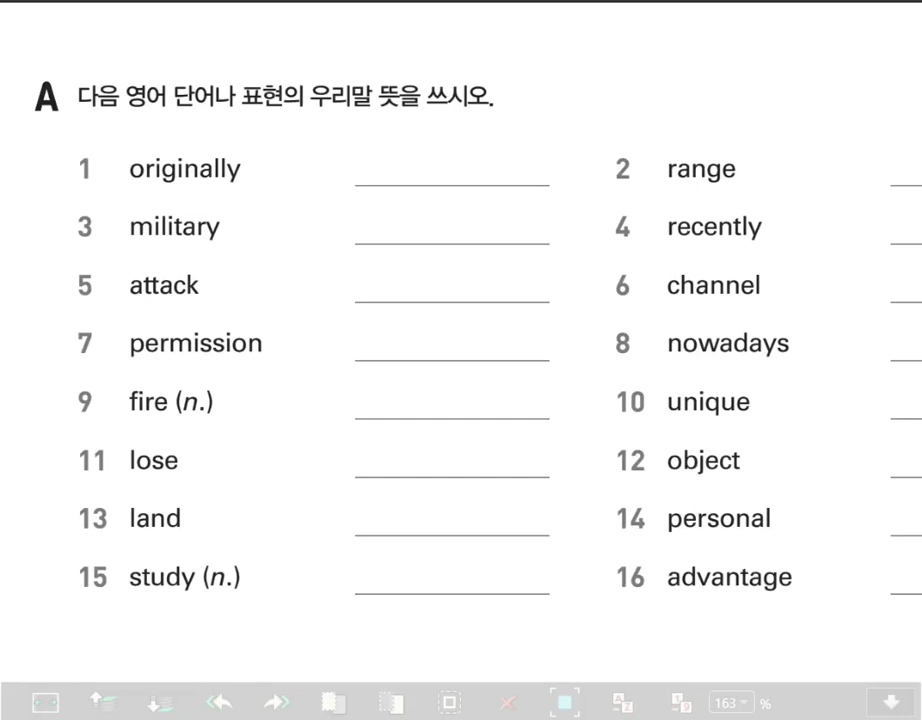 A 다음 영어 단어나 표현의 우리말 뜻을 쓰시오.
1 originally 2 range
3 military 4 recently
5 attack 6 channel
7 permission 8 nowadays
9 fire (n.) 10 unique
11 lose 12 object
13 land 14 personal
15 study (n.) 16 advantage
163 %